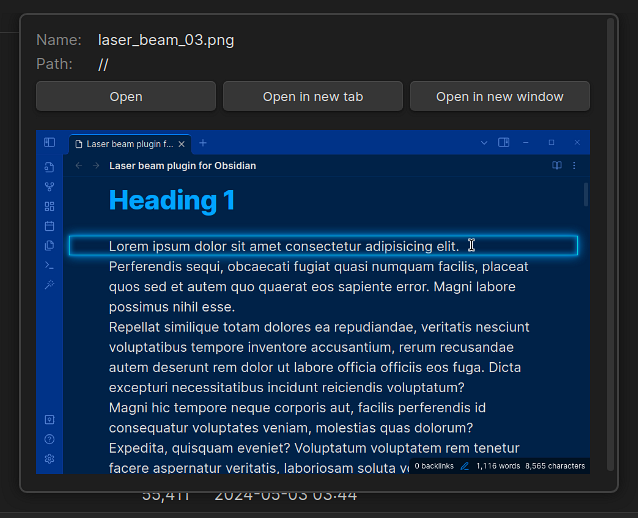 Name: laser_beam_03.png
Path: //
Open Open in new tab Open in new window
Laser beam plugin f...
Laser beam plugin for Obsidian
Heading 1
Lorem ipsum dolor sit amet consectetur adipisicing elit.
Perferendis sequi, obcaecati fugiat quasi numquam facilis, placeat
quos sed et autem quo quaerat eos sapiente error. Magni labore
possimus nihil esse.
Repellat similique totam dolores ea repudiandae, veritatis nesciunt
voluptatibus tempore inventore accusantium, rerum recusandae
autem deserunt rem dolor ut labore officia officiis eos fuga. Dicta
excepturi necessitatibus incidunt reiciendis voluptatum?
Magni hic tempore neque corporis aut, facilis perferendis id
consequatur voluptates veniam, molestias quas dolorum?
Expedita, quisquam eveniet? Voluptatum voluptatem rem tenetur
facere aspernatur veritatis, laboriosam soluta vo
0 backlinks 1,116 words 8,565 characters
55,411 2024-05-03 03:44